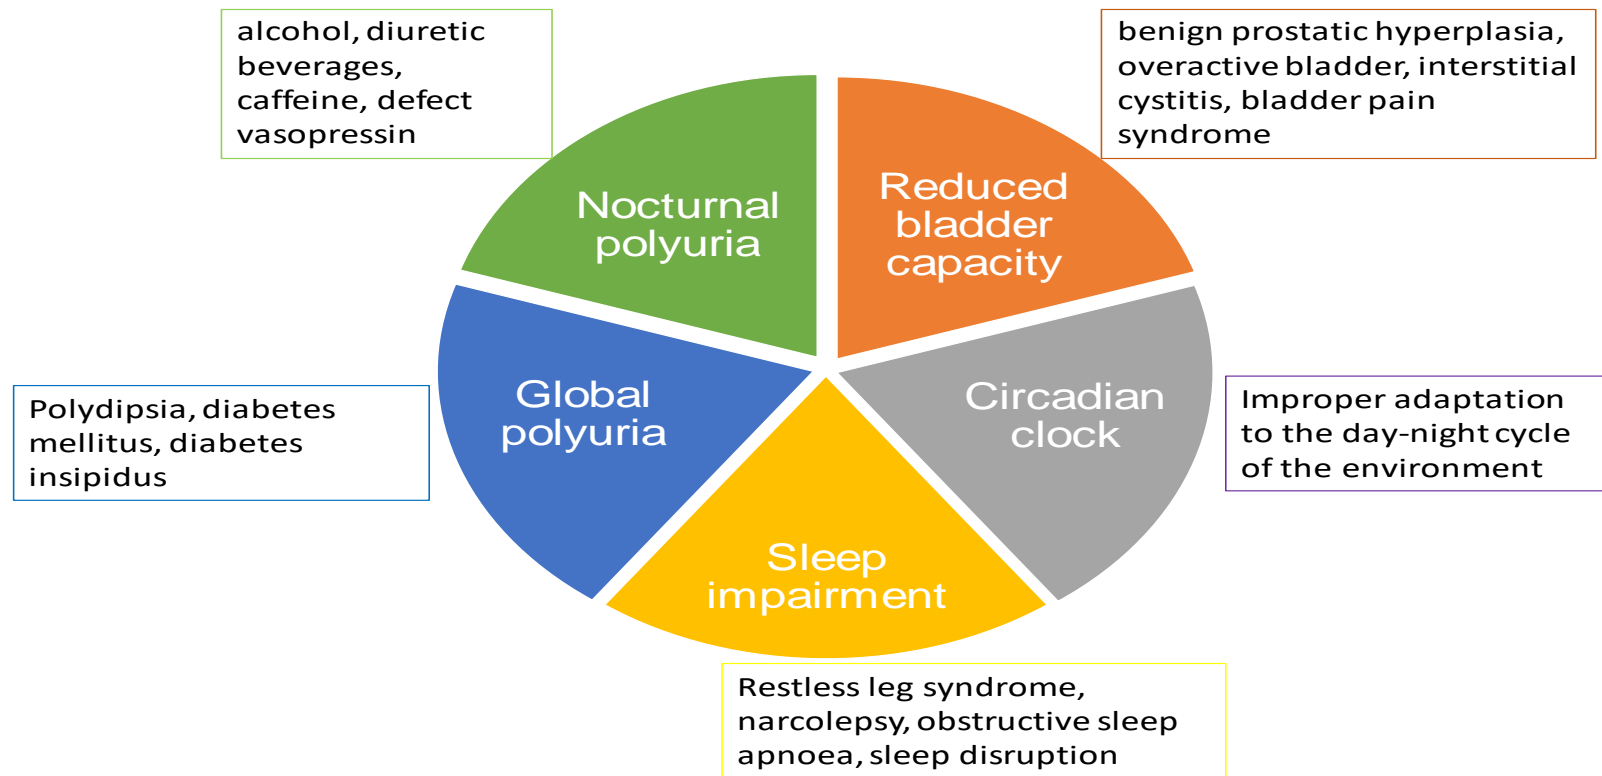 alcohol, diuretic
beverages,
caffeine, defect
vasopressin
benign prostatic hyperplasia,
overactive bladder, interstitial
cystitis, bladder pain
syndrome
Nocturnal
polyuria
Reduced
bladder
capacity
Global
polyuria
Circadian
clock
Polydipsia, diabetes
mellitus, diabetes
insipidus
Improper adaptation
to the day-night cycle
of the environment
Sleep
impairment
Restless leg syndrome,
narcolepsy, obstructive sleep
apnoea, sleep disruption